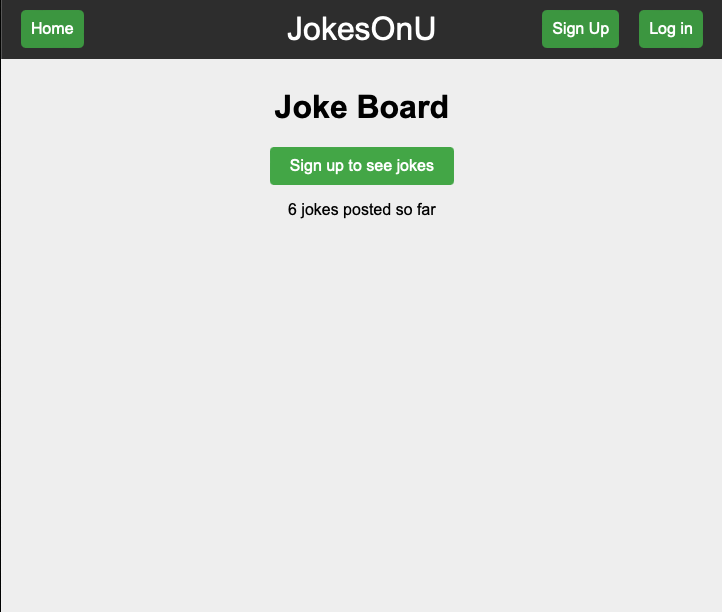 Home
JokesOnU
Sign Up
Log in
Joke Board
Sign up to see jokes
6 jokes posted so far